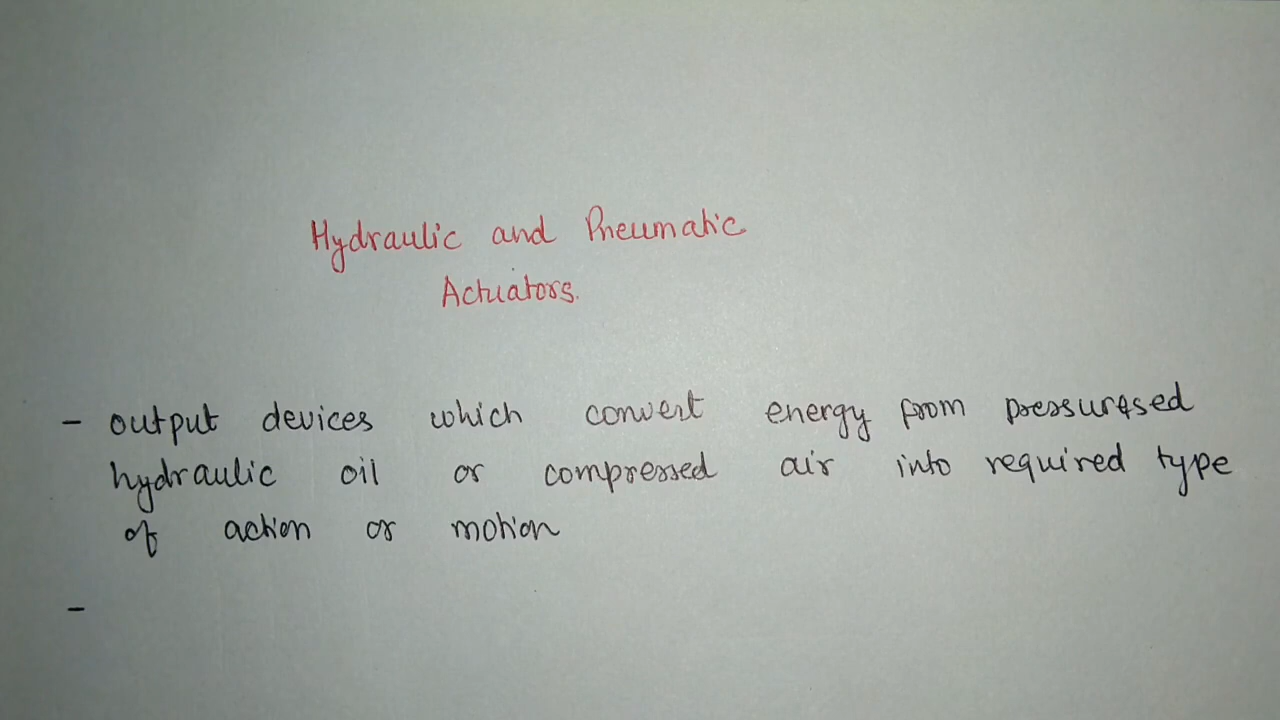 Hydraulic and Pneumatic
Actuators.
- output devices which convert energy from pressurised
hydraulic oil or compressed air into required type
of action or motion
-